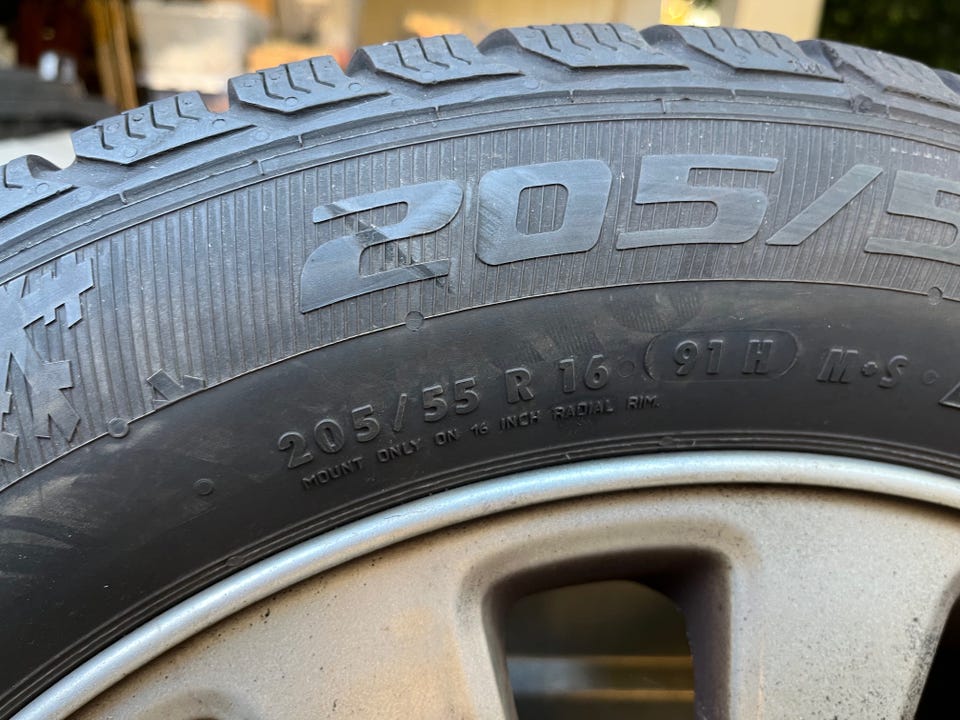 205/5
205/55 R 16 91 H M+S
MOUNT ONLY ON 16 INCH RADIAL RIM.